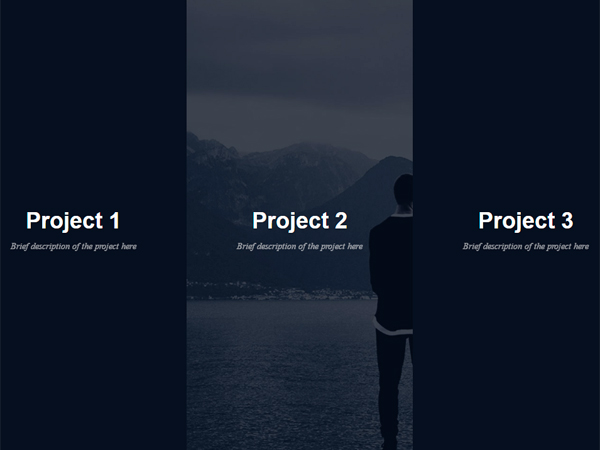 Project 1
Brief description of the project here
Project 2
Brief description of the project here
Project 3
Brief description of the project here